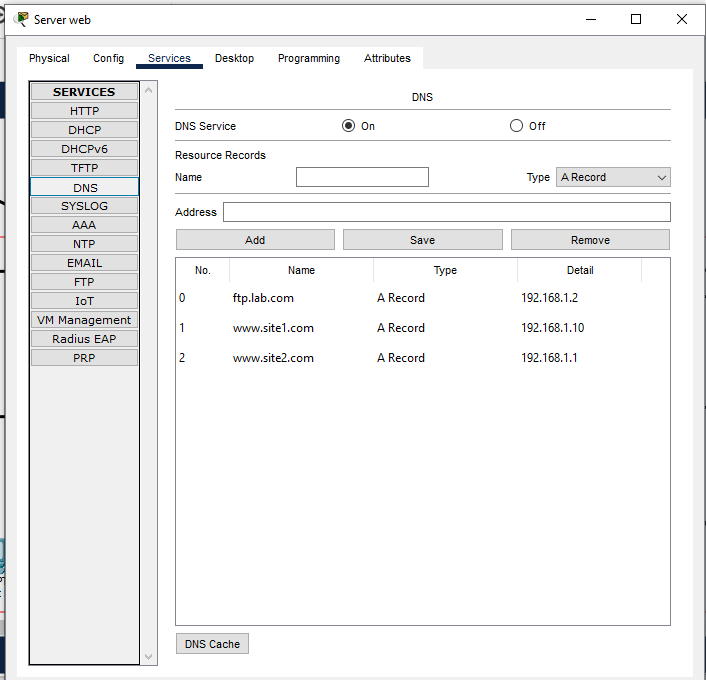 Server web
Physical Config Services Desktop Programming Attributes
SERVICES
HTTP
DHCP
DHCPv6
TFTP
DNS
SYSLOG
AAA
NTP
EMAIL
FTP
IoT
VM Management
Radius EAP
PRP
DNS
DNS Service On Off
Resource Records
Name Type A Record
Address
Add Save Remove
No. Name Type Detail
0 ftp.lab.com A Record 192.168.1.2
1 www.site1.com A Record 192.168.1.10
2 www.site2.com A Record 192.168.1.1
DNS Cache